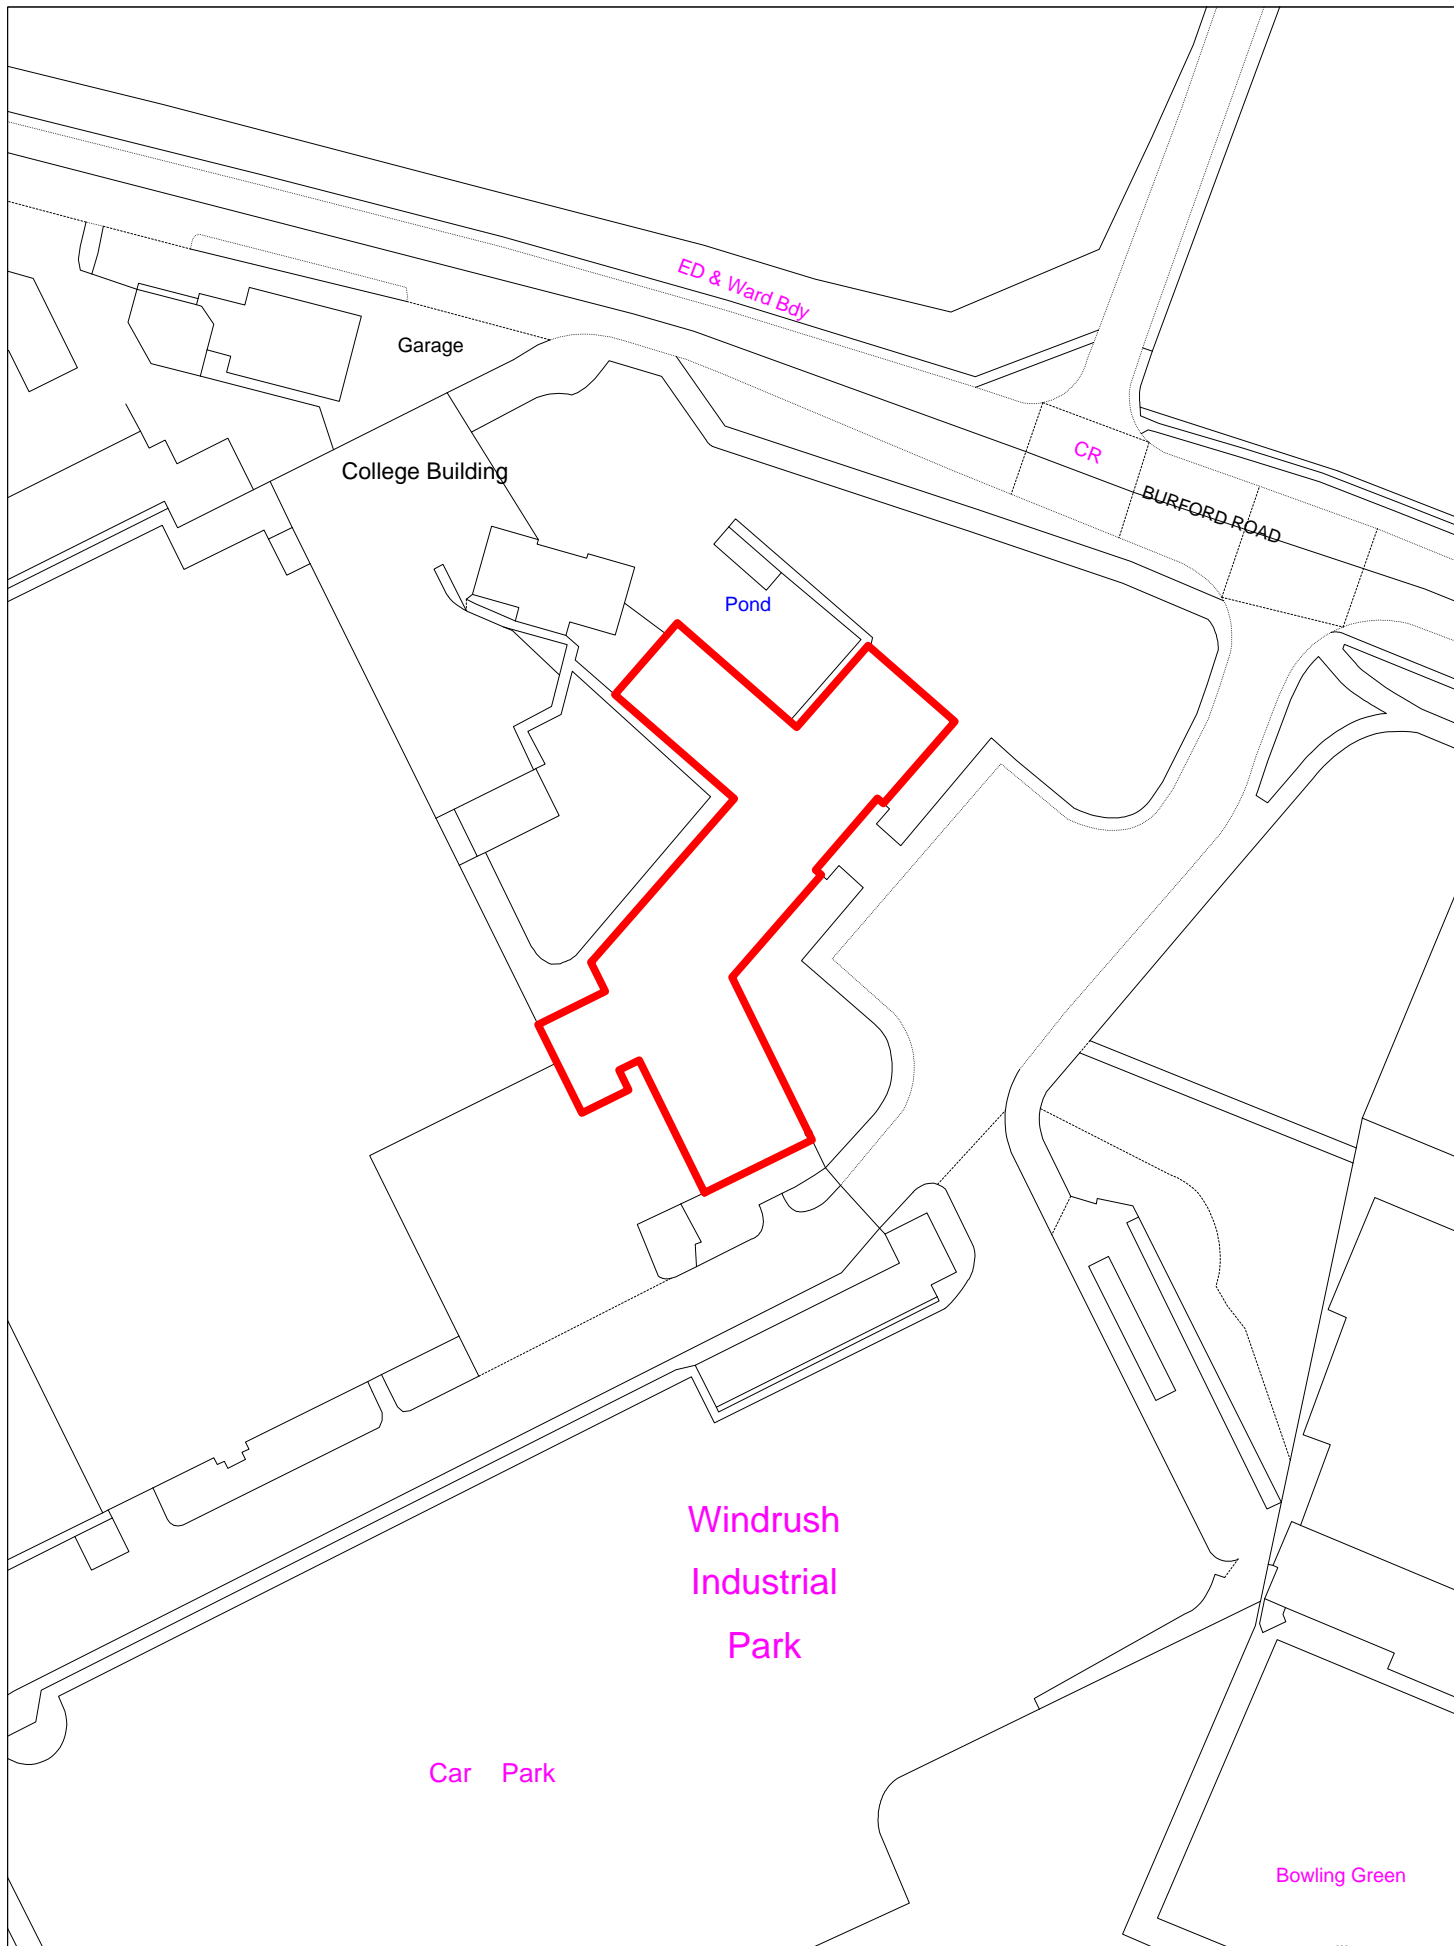 ED & Ward Bdy
Garage
CR
College Building
BURFORD ROAD
Pond
Windrush
Industrial
Park
Car Park
Bowling Green